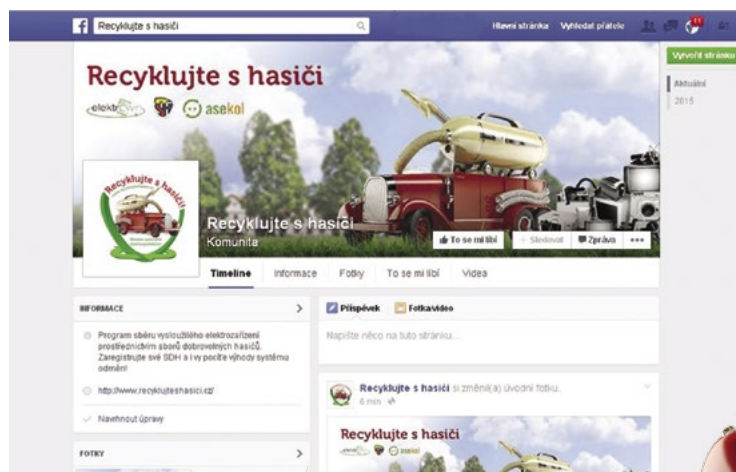 Recyklujte s hasiči
Hlavní stránka
Vyhledat přátele
11
Vytvořit stránku
Aktuální
2015
Recyklujte s hasiči
asekol
Recyklujte s hasiči!
Recyklujte s hasiči
Komunita
To se mi líbí
Sledovat
Zpráva
Timeline
Informace
Fotky
To se mi líbí
Videa
INFORMACE
Program sběru vysloužilého elektrozařízení
prostřednictvím sborů dobrovolných hasičů.
Zaregistrujte své SDH a i vy pociťte výhody systému
odměn!
http://www.recyklujteshasici.cz/
Navrhnout úpravy
FOTKY
Příspěvek
Fotka/video
Napište něco na tuto stránku...
Recyklujte s hasiči si změnil(a) úvodní fotku.
6 min
Recyklujte s hasiči
asekol